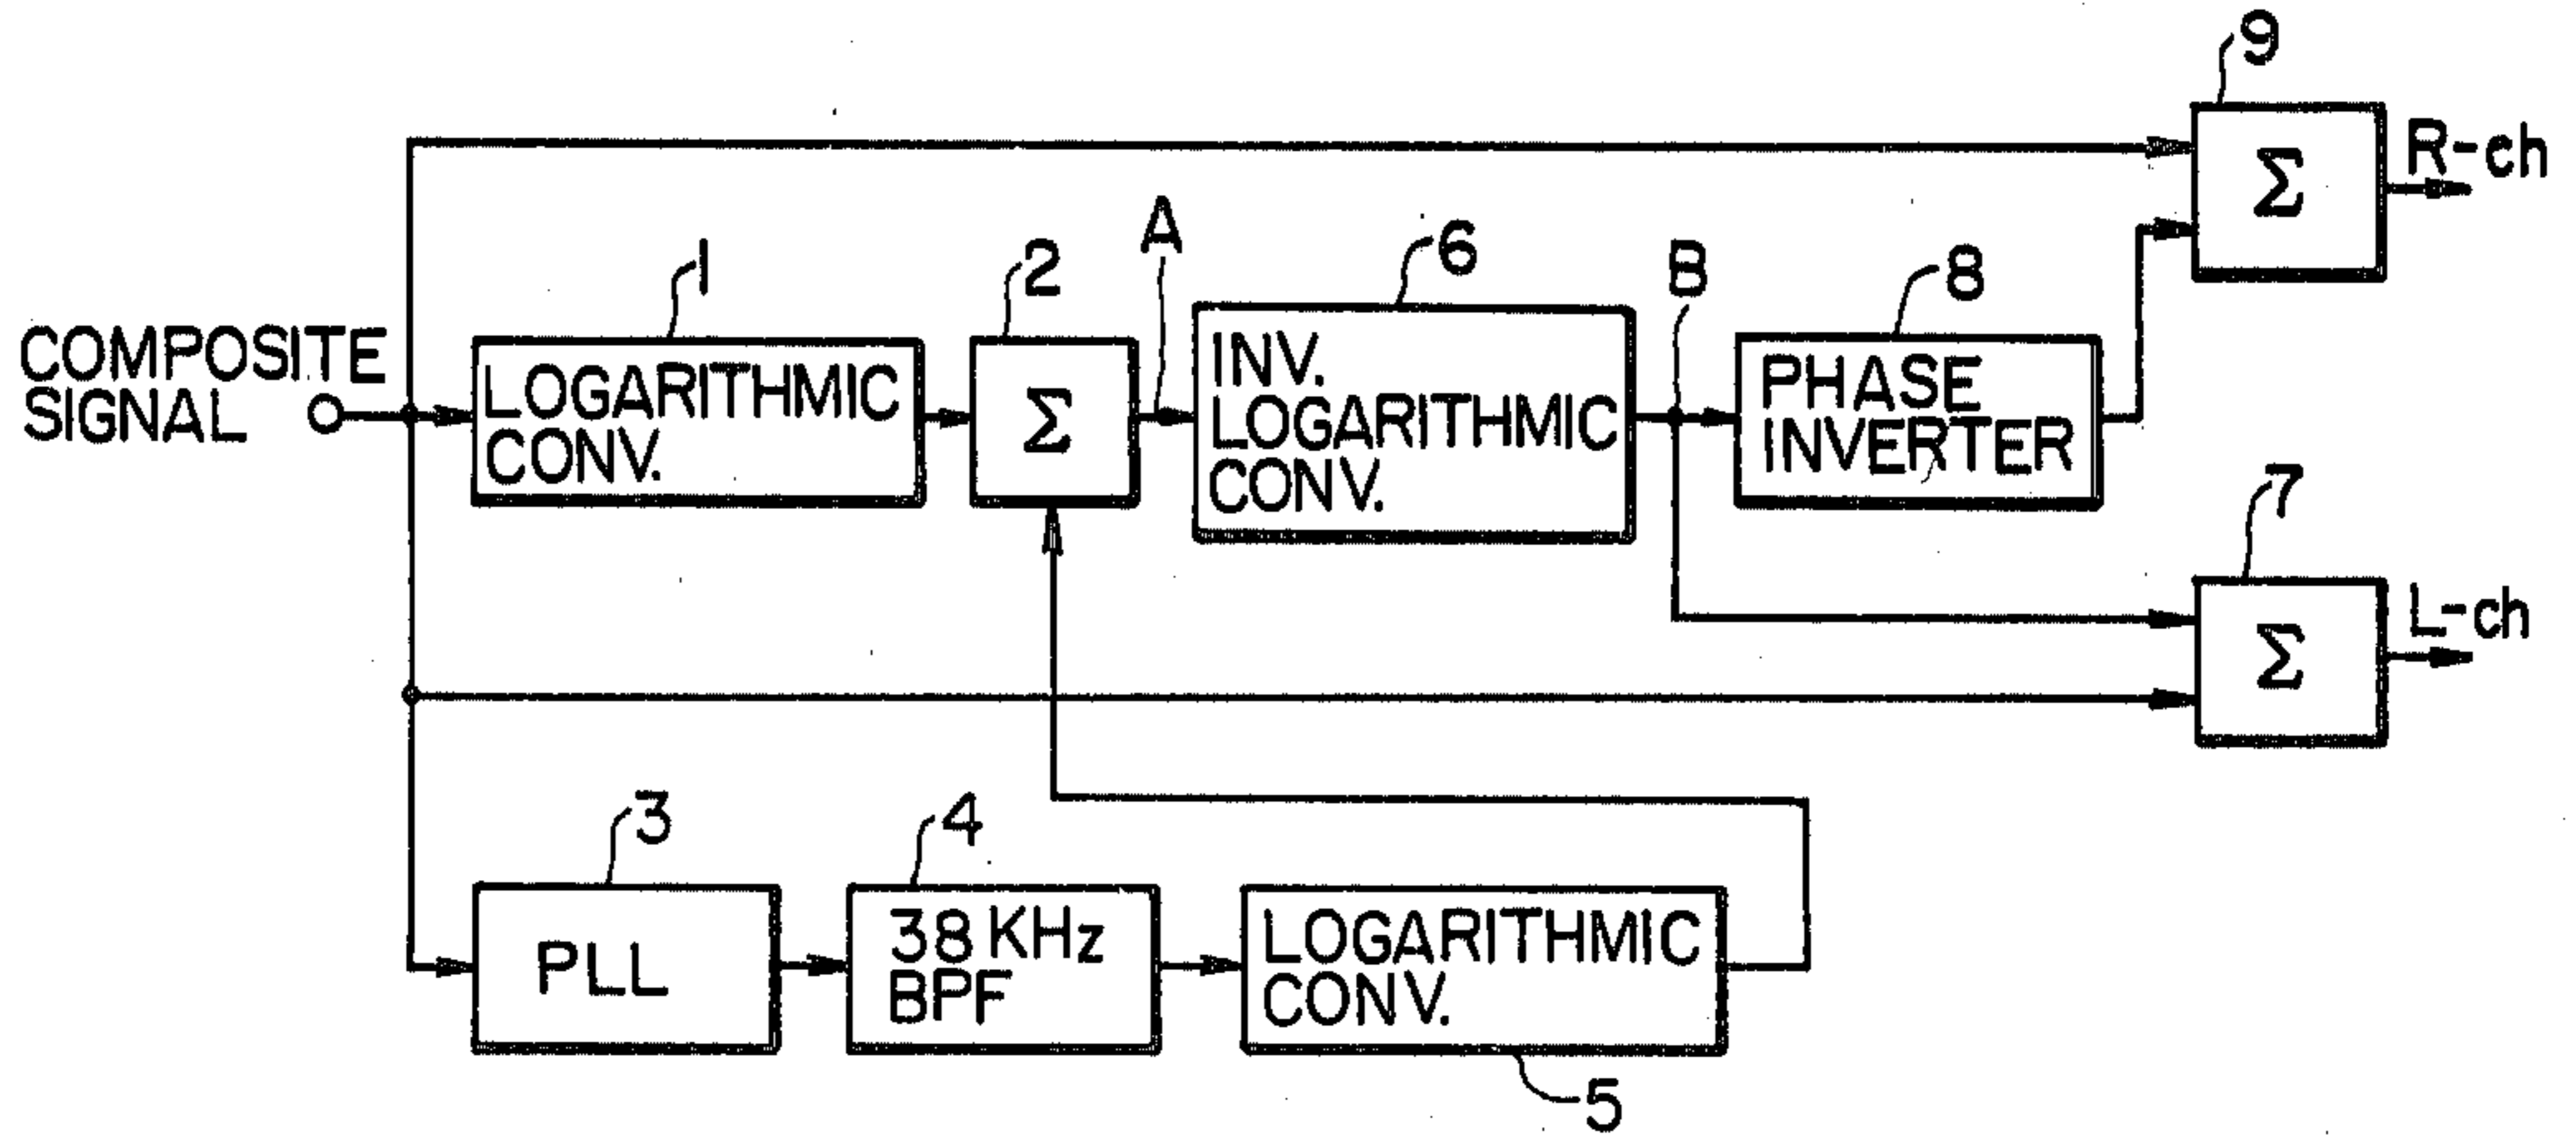 9
R-ch
A
1
2
6
B
8
COMPOSITE
SIGNAL
LOGARITHMIC
CONV.
Σ
INV.
LOGARITHMIC
CONV.
PHASE
INVERTER
Σ
7
L-ch
Σ
3
4
PLL
38 KHz
BPF
LOGARITHMIC
CONV.
5